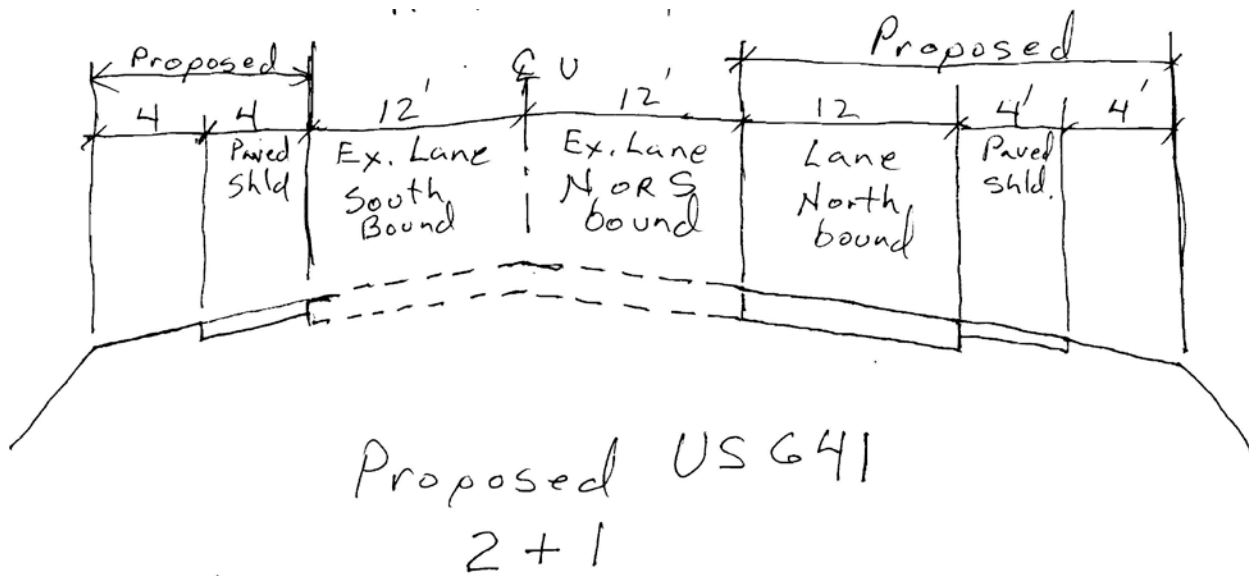 Proposed
Proposed
℄ U
4
4
12'
12'
12
4'
4'
Paved
Shld
Ex. Lane
South
Bound
Ex. Lane
N OR S
bound
Lane
North
bound
Paved
Shld.
Proposed US 641
2 + 1